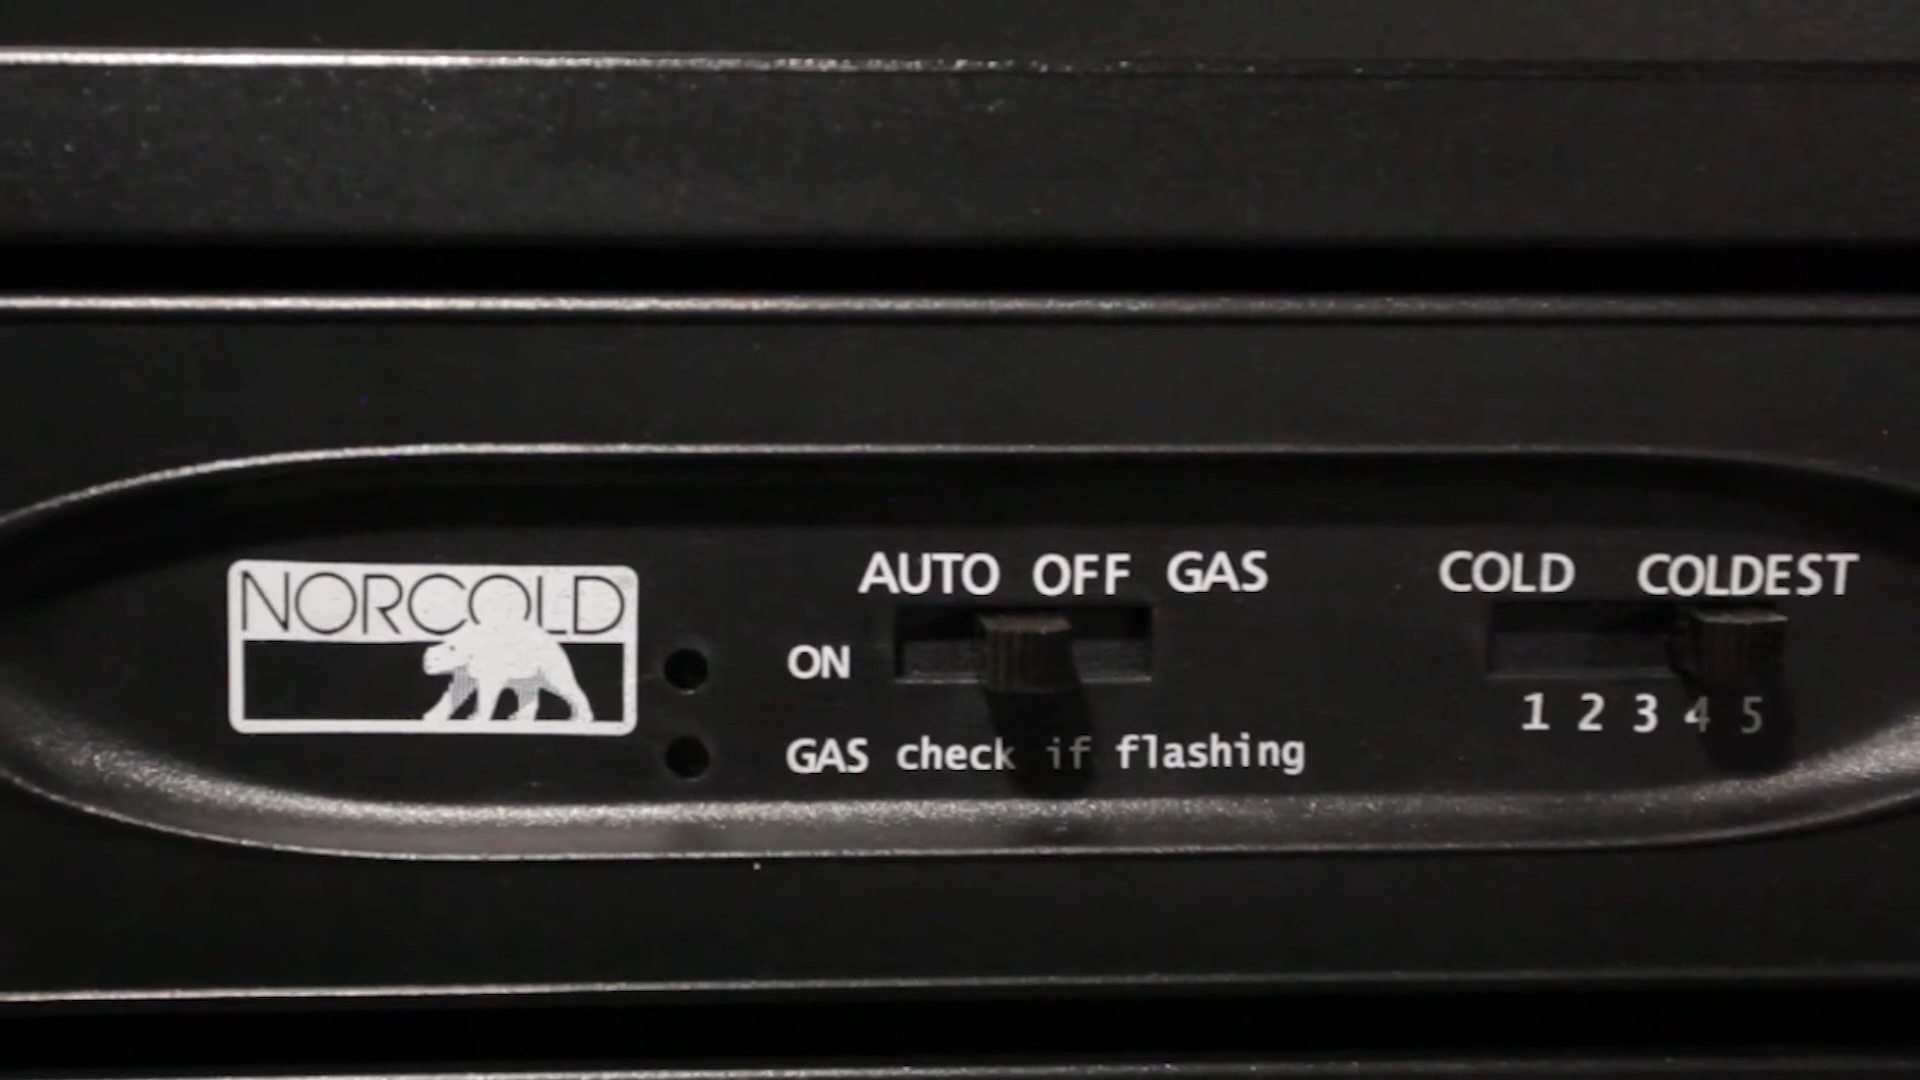 NORCOLD
AUTO OFF GAS
ON
GAS check if flashing
COLD COLDEST
1 2 3 4 5